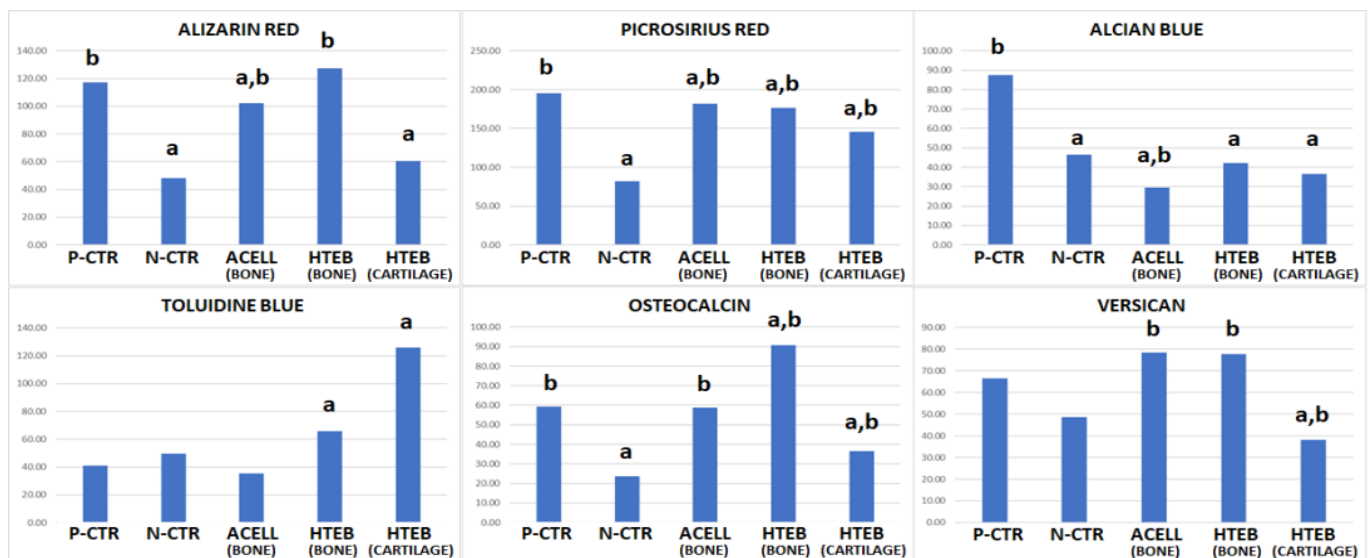 ALIZARIN RED
140.00
120.00
100.00
80.00
60.00
40.00
20.00
0.00
b
a
a,b
b
a
P-CTR N-CTR ACELL HTEB HTEB
(BONE) (BONE) (CARTILAGE)
PICROSIRIUS RED
250.00
200.00
150.00
100.00
50.00
0.00
b
a
a,b
a,b
a,b
P-CTR N-CTR ACELL HTEB HTEB
(BONE) (BONE) (CARTILAGE)
ALCIAN BLUE
100.00
90.00
80.00
70.00
60.00
50.00
40.00
30.00
20.00
10.00
0.00
b
a
a,b
a
a
P-CTR N-CTR ACELL HTEB HTEB
(BONE) (BONE) (CARTILAGE)
TOLUIDINE BLUE
140.00
120.00
100.00
80.00
60.00
40.00
20.00
0.00
a
a
P-CTR N-CTR ACELL HTEB HTEB
(BONE) (BONE) (CARTILAGE)
OSTEOCALCIN
100.00
90.00
80.00
70.00
60.00
50.00
40.00
30.00
20.00
10.00
0.00
b
a
b
a,b
a,b
P-CTR N-CTR ACELL HTEB HTEB
(BONE) (BONE) (CARTILAGE)
VERSICAN
90.00
80.00
70.00
60.00
50.00
40.00
30.00
20.00
10.00
0.00
b
b
a,b
P-CTR N-CTR ACELL HTEB HTEB
(BONE) (BONE) (CARTILAGE)